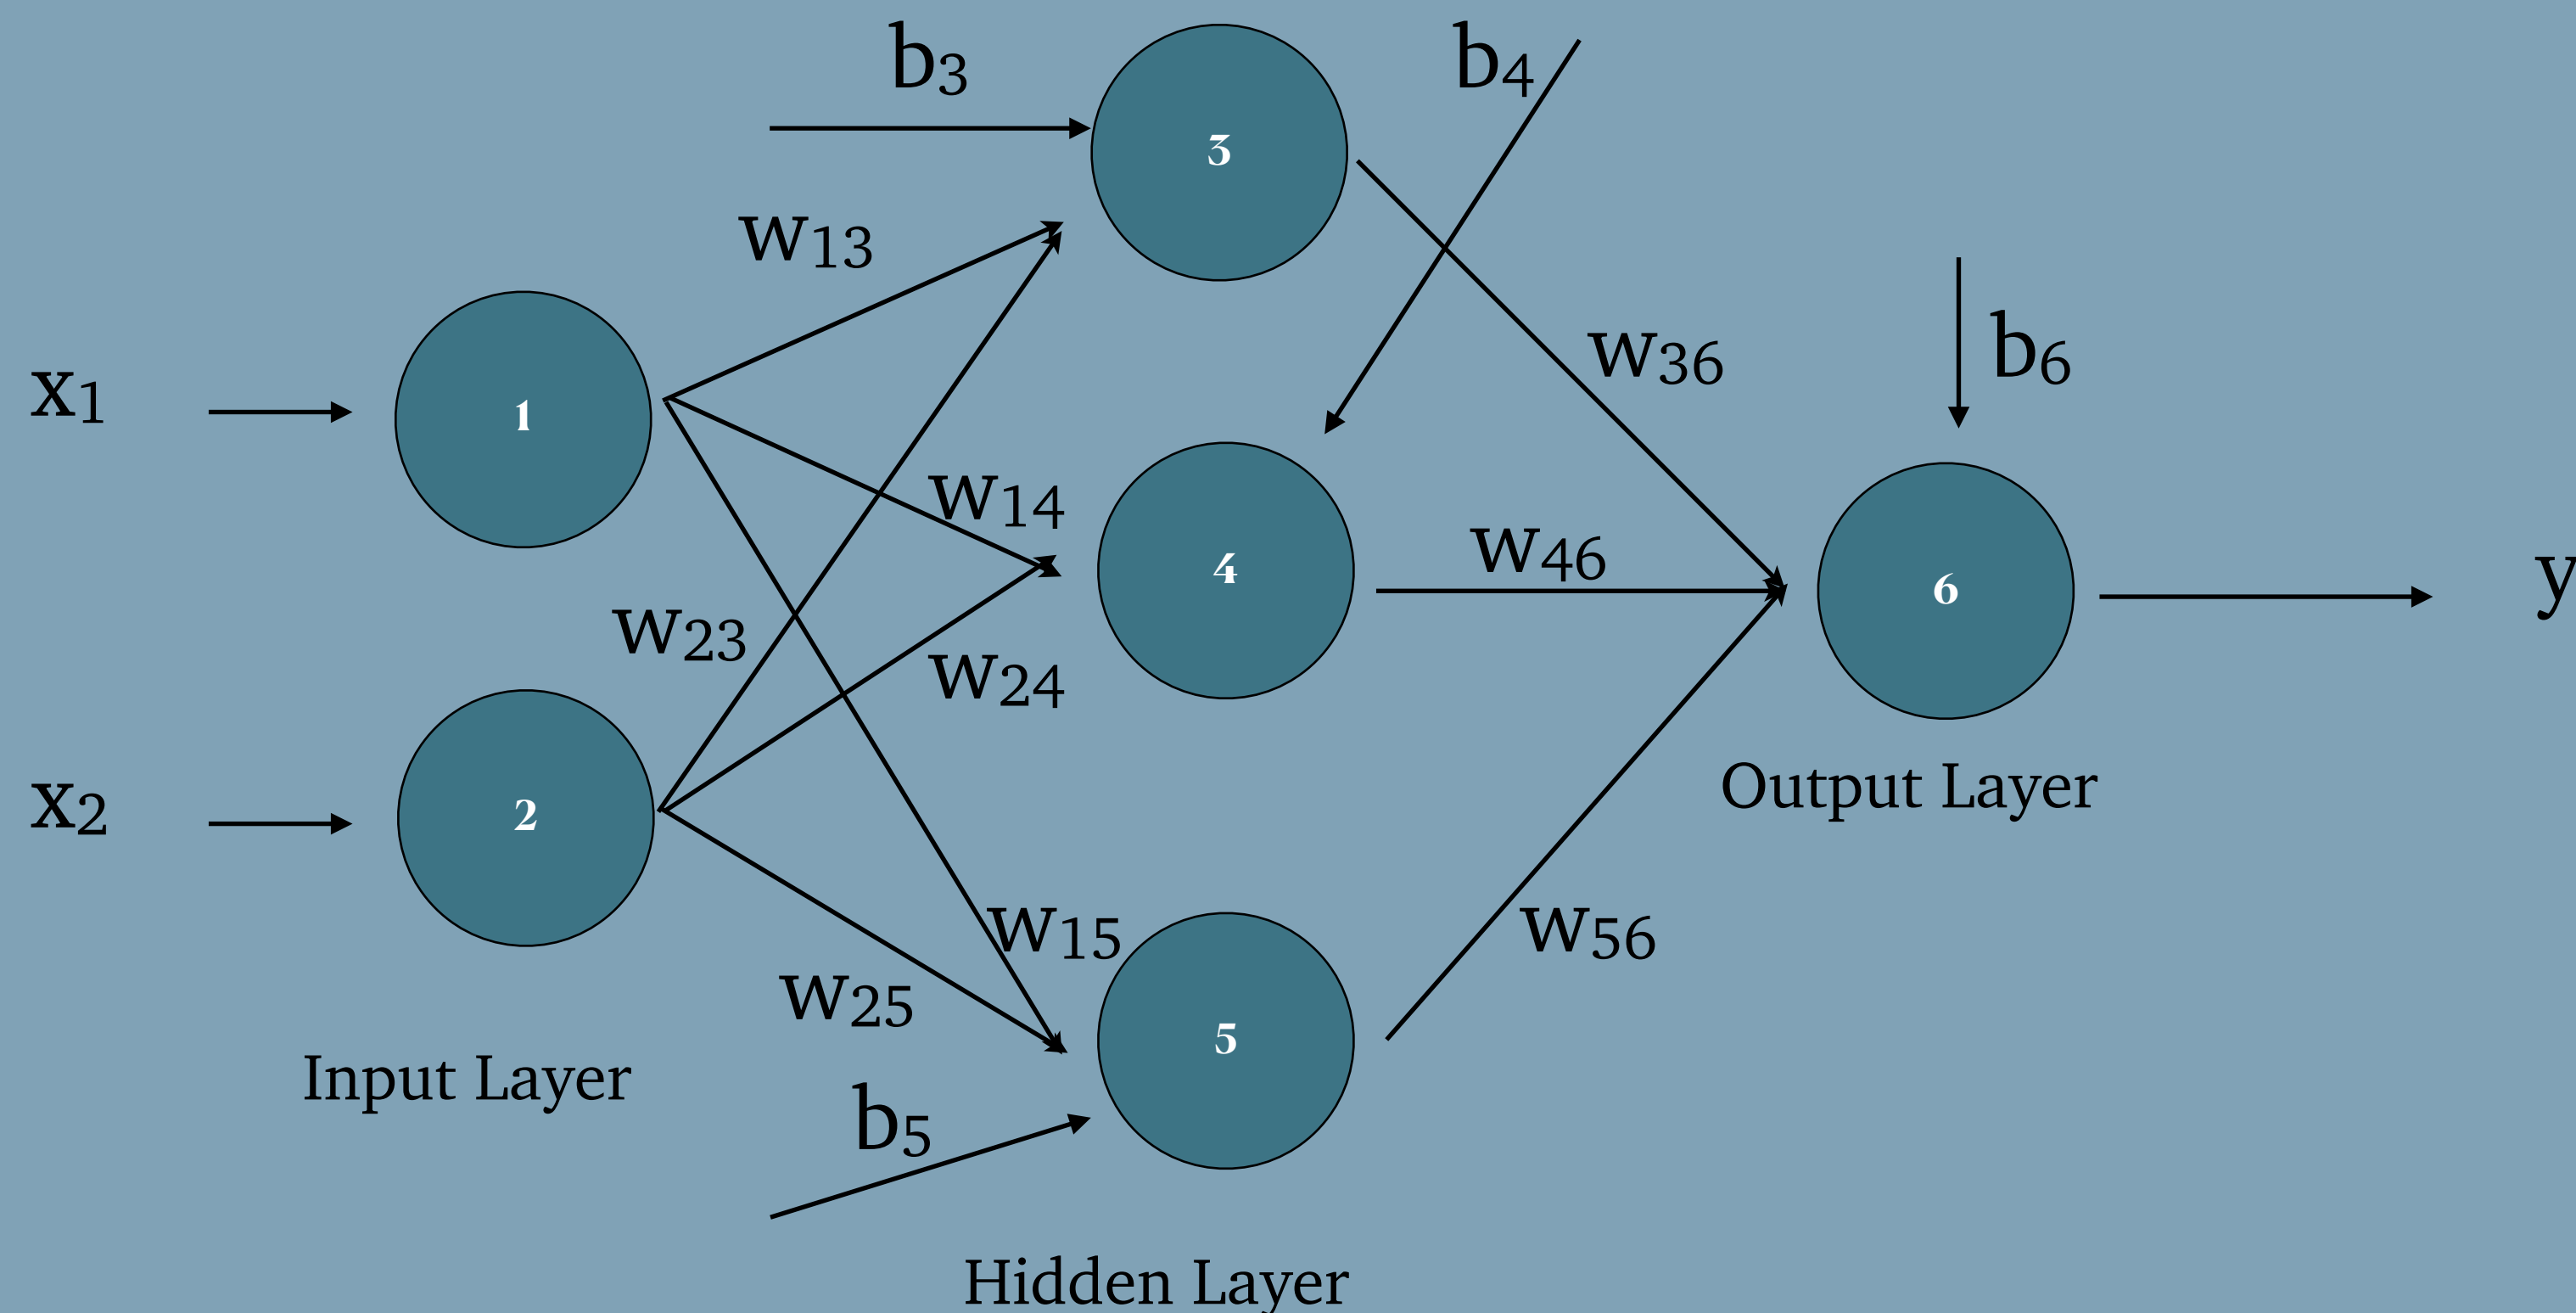 b3
b4
3
w13
x1
1
w36
b6
w14
w46
4
6
y
w23
w24
x2
2
Output Layer
w15
w56
w25
5
Input Layer
b5
Hidden Layer